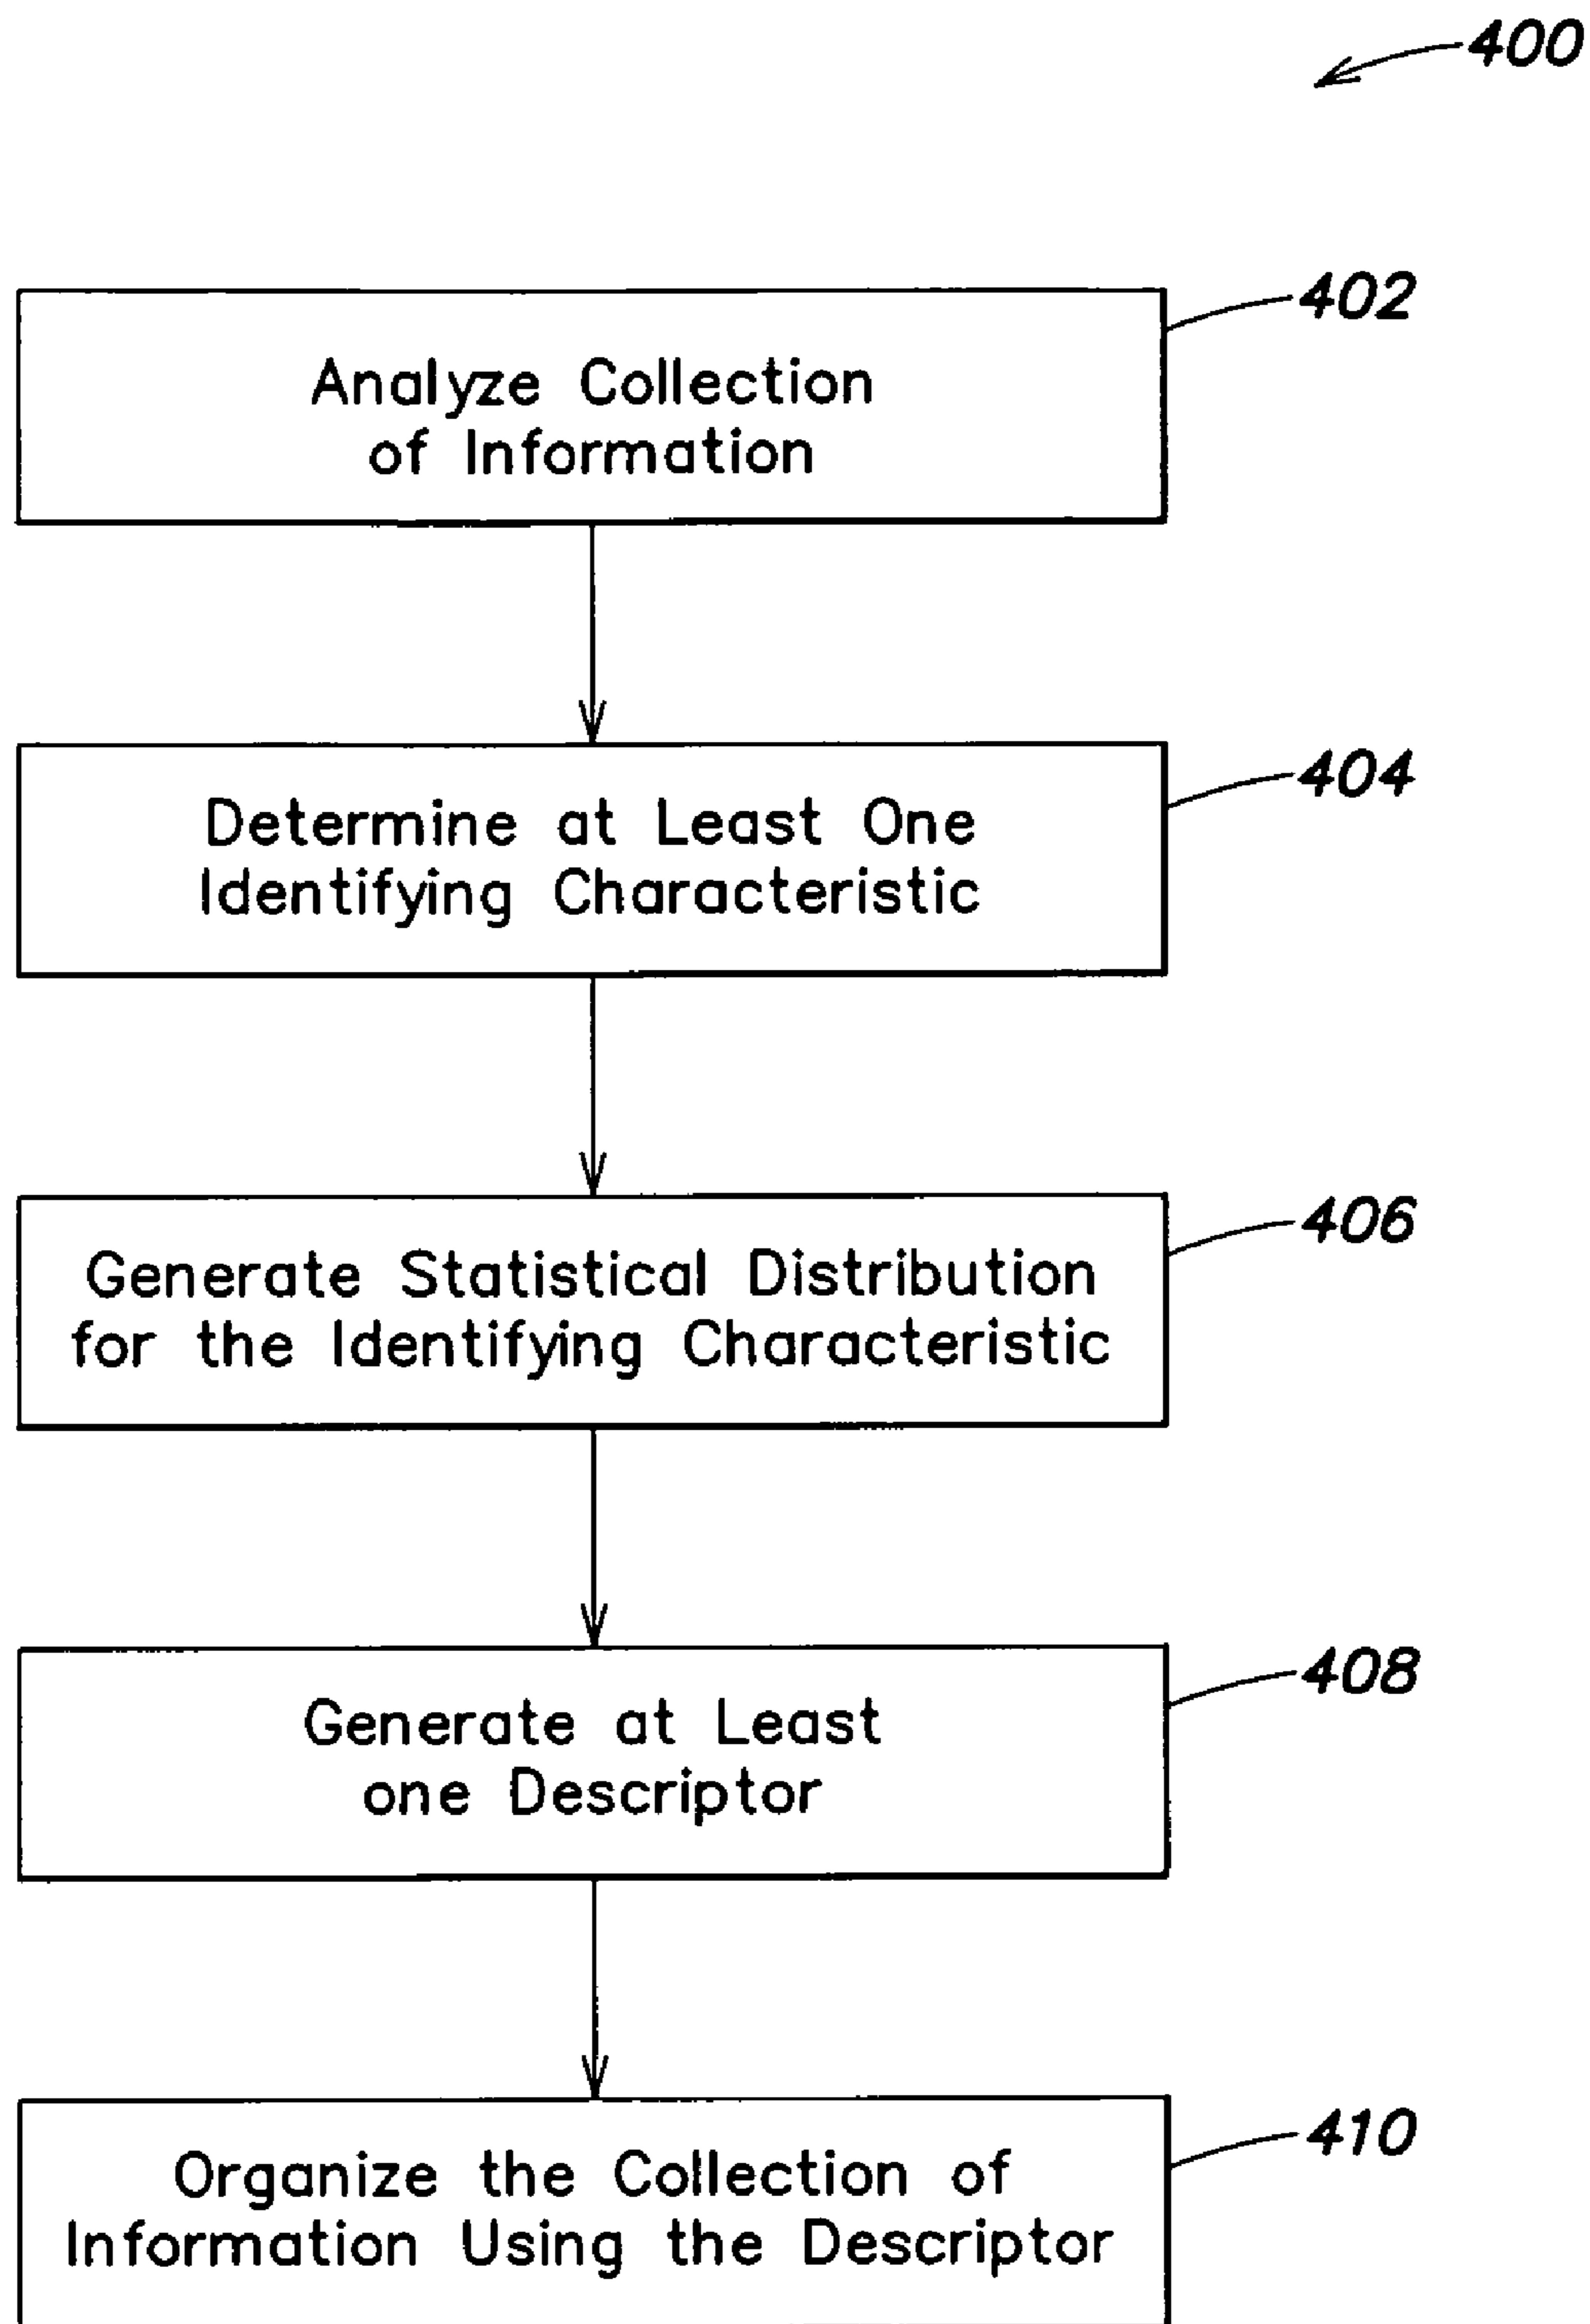 400
402
Analyze Collection
of Information
404
Determine at Least One
Identifying Characteristic
406
Generate Statistical Distribution
for the Identifying Characteristic
408
Generate at Least
one Descriptor
410
Organize the Collection of
Information Using the Descriptor